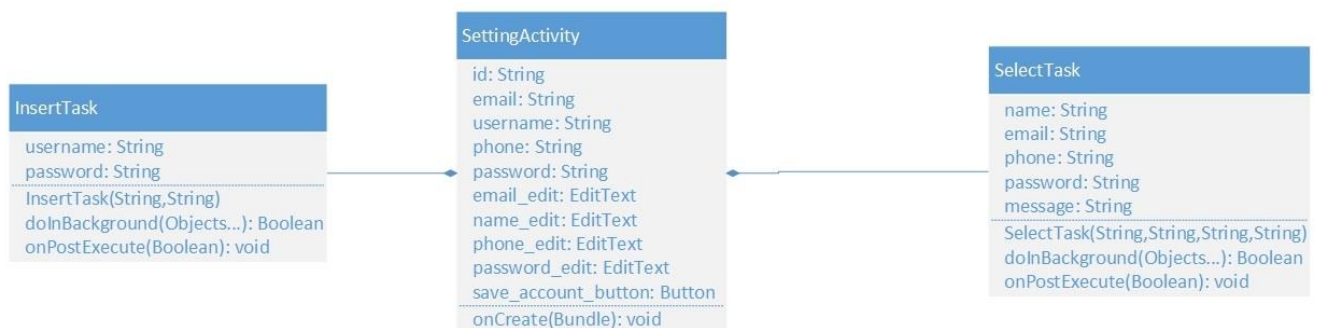 InsertTask
username: String
password: String
InsertTask(String,String)
doInBackground(Objects...): Boolean
onPostExecute(Boolean): void
SettingActivity
id: String
email: String
username: String
phone: String
password: String
email_edit: EditText
name_edit: EditText
phone_edit: EditText
password_edit: EditText
save_account_button: Button
onCreate(Bundle): void
SelectTask
name: String
email: String
phone: String
password: String
message: String
SelectTask(String,String,String,String)
doInBackground(Objects...): Boolean
onPostExecute(Boolean): void